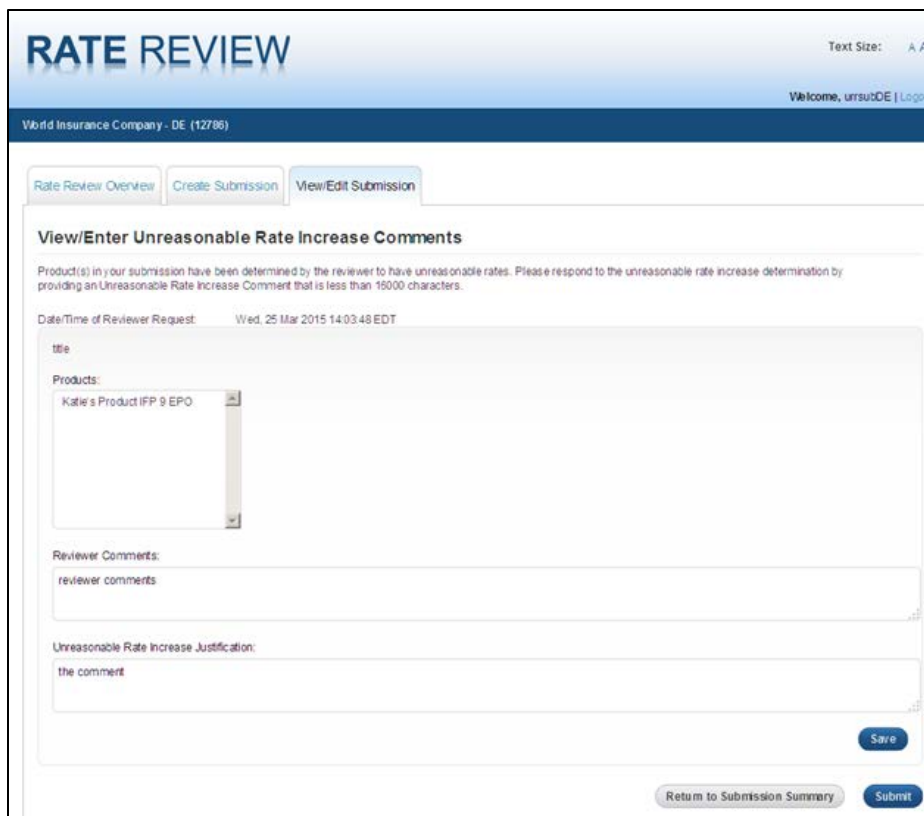 RATE REVIEW
Text Size: A A
Welcome, urrsubDE | Logo
World Insurance Company - DE (12786)
Rate Review Overview Create Submission View/Edit Submission
View/Enter Unreasonable Rate Increase Comments
Product(s) in your submission have been determined by the reviewer to have unreasonable rates. Please respond to the unreasonable rate increase determination by
providing an Unreasonable Rate Increase Comment that is less than 15000 characters.
Date/Time of Reviewer Request: Wed, 25 Mar 2015 14:03:48 EDT
title
Products:
Katie's Product IFP 9 EPO
Reviewer Comments:
reviewer comments
Unreasonable Rate Increase Justification:
the comment
Save
Return to Submission Summary Submit